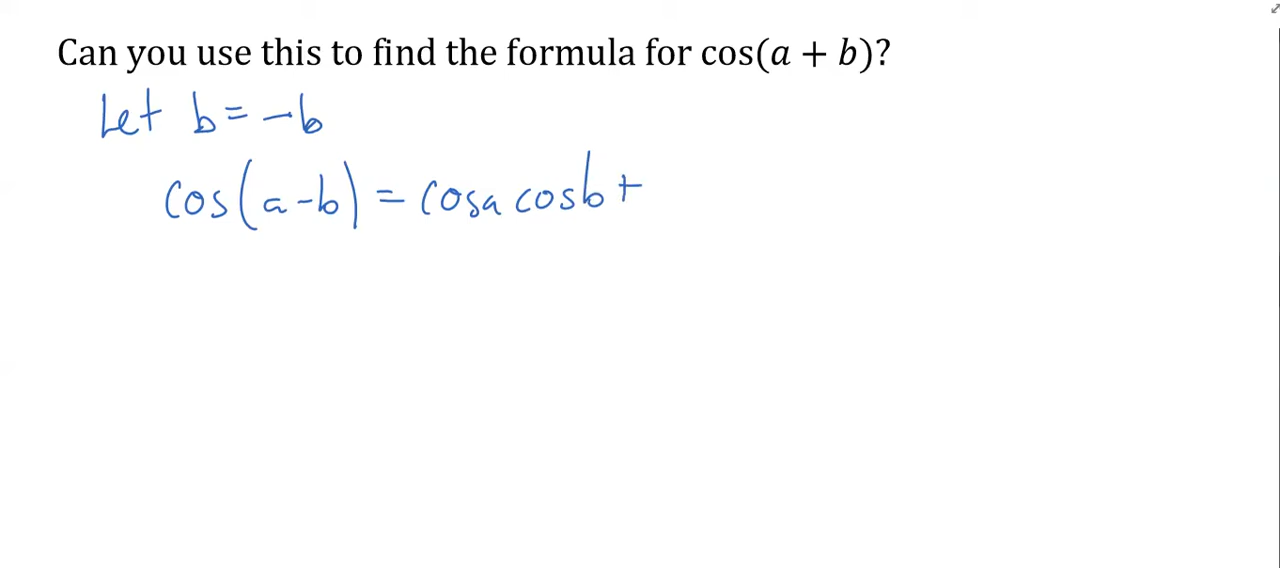 Can you use this to find the formula for cos(a + b)?
Let b = -b
cos(a-b) = cosa cosb +